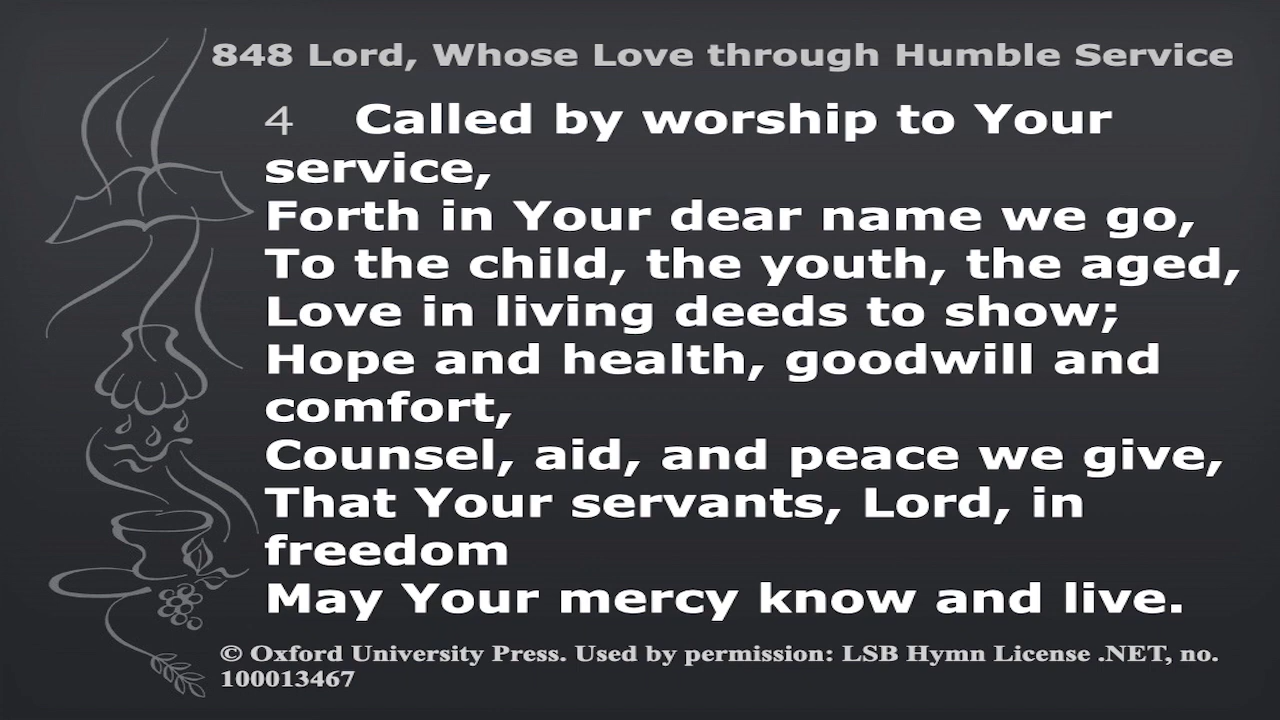 848 Lord, Whose Love through Humble Service
4 Called by worship to Your
service,
Forth in Your dear name we go,
To the child, the youth, the aged,
Love in living deeds to show;
Hope and health, goodwill and
comfort,
Counsel, aid, and peace we give,
That Your servants, Lord, in
freedom
May Your mercy know and live.
© Oxford University Press. Used by permission: LSB Hymn License .NET, no.
100013467